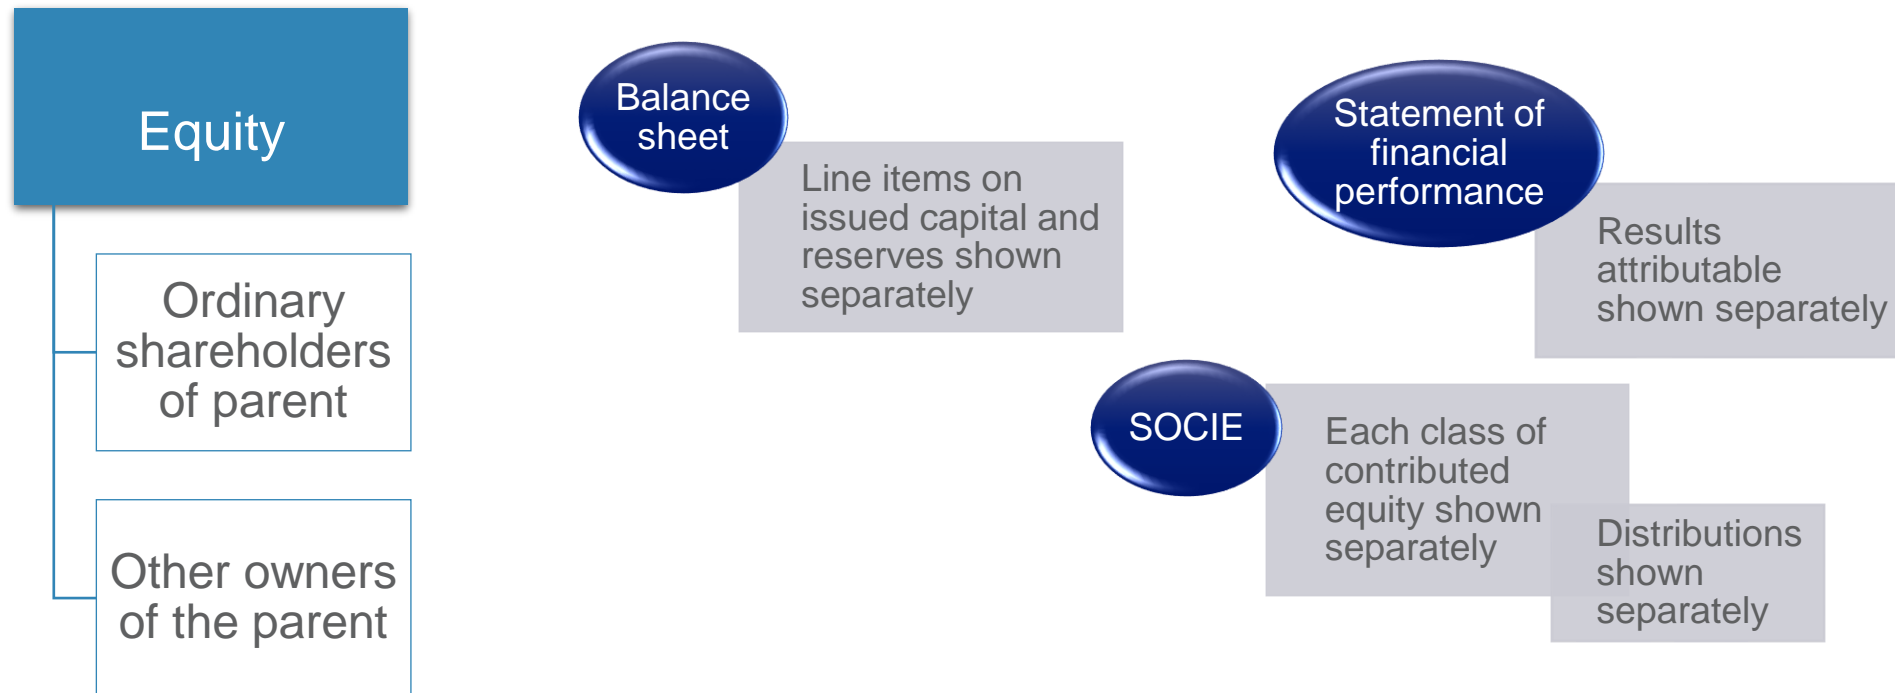 Equity
Ordinary
shareholders
of parent
Other owners
of the parent
Balance
sheet
Line items on
issued capital and
reserves shown
separately
Statement of
financial
performance
Results
attributable
shown separately
SOCIE
Each class of
contributed
equity shown
separately
Distributions
shown
separately